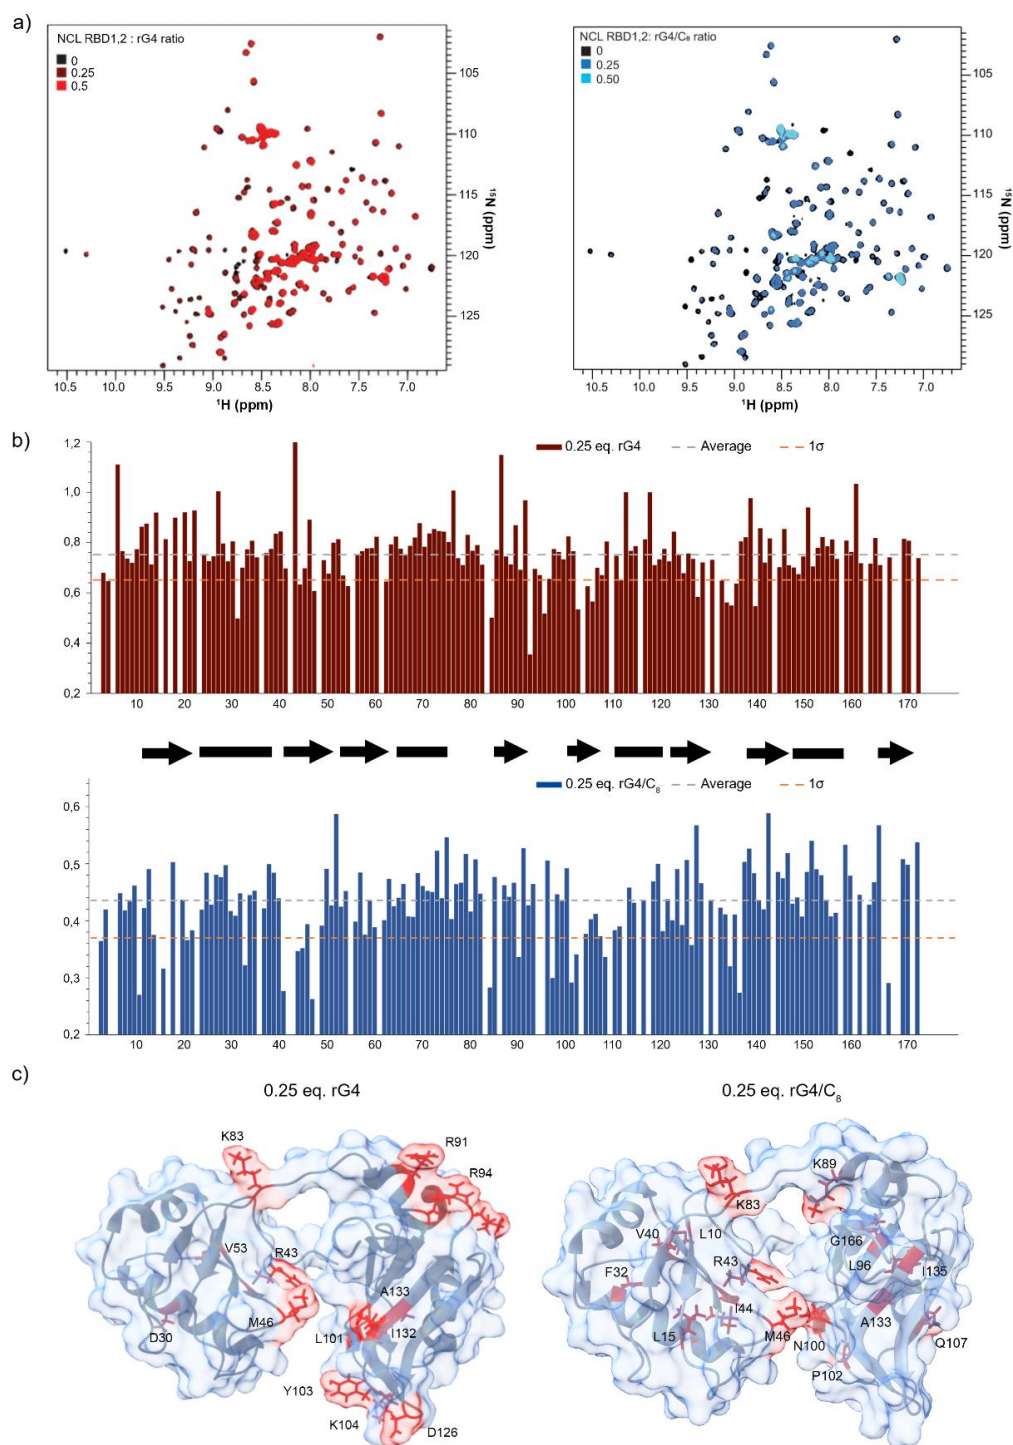 a)
NCL RBD1,2 : rG4 ratio
0
0.25
0.5
105
110
115
120
125
¹⁵N (ppm)
10.5 10.0 9.5 9.0 8.5 8.0 7.5 7.0
¹H (ppm)
NCL RBD1,2: rG4/C₈ ratio
0
0.25
0.50
105
110
115
120
125
¹⁵N (ppm)
10.5 10.0 9.5 9.0 8.5 8.0 7.5 7.0
¹H (ppm)
b)
0.25 eq. rG4 Average 1σ
1,2
1,0
0,8
0,6
0,4
0,2
10 20 30 40 50 60 70 80 90 100 110 120 130 140 150 160 170
0.25 eq. rG4/C₈ Average 1σ
0,6
0,5
0,4
0,3
0,2
10 20 30 40 50 60 70 80 90 100 110 120 130 140 150 160 170
c)
0.25 eq. rG4
K83
R91
R94
V53
R43
A133
M46
L101
I132
D30
Y103
K104
D126
0.25 eq. rG4/C₈
K89
K83
V40
L10
G166
R43
L96
F32
I135
I44
L15
M46
A133
N100
Q107
P102